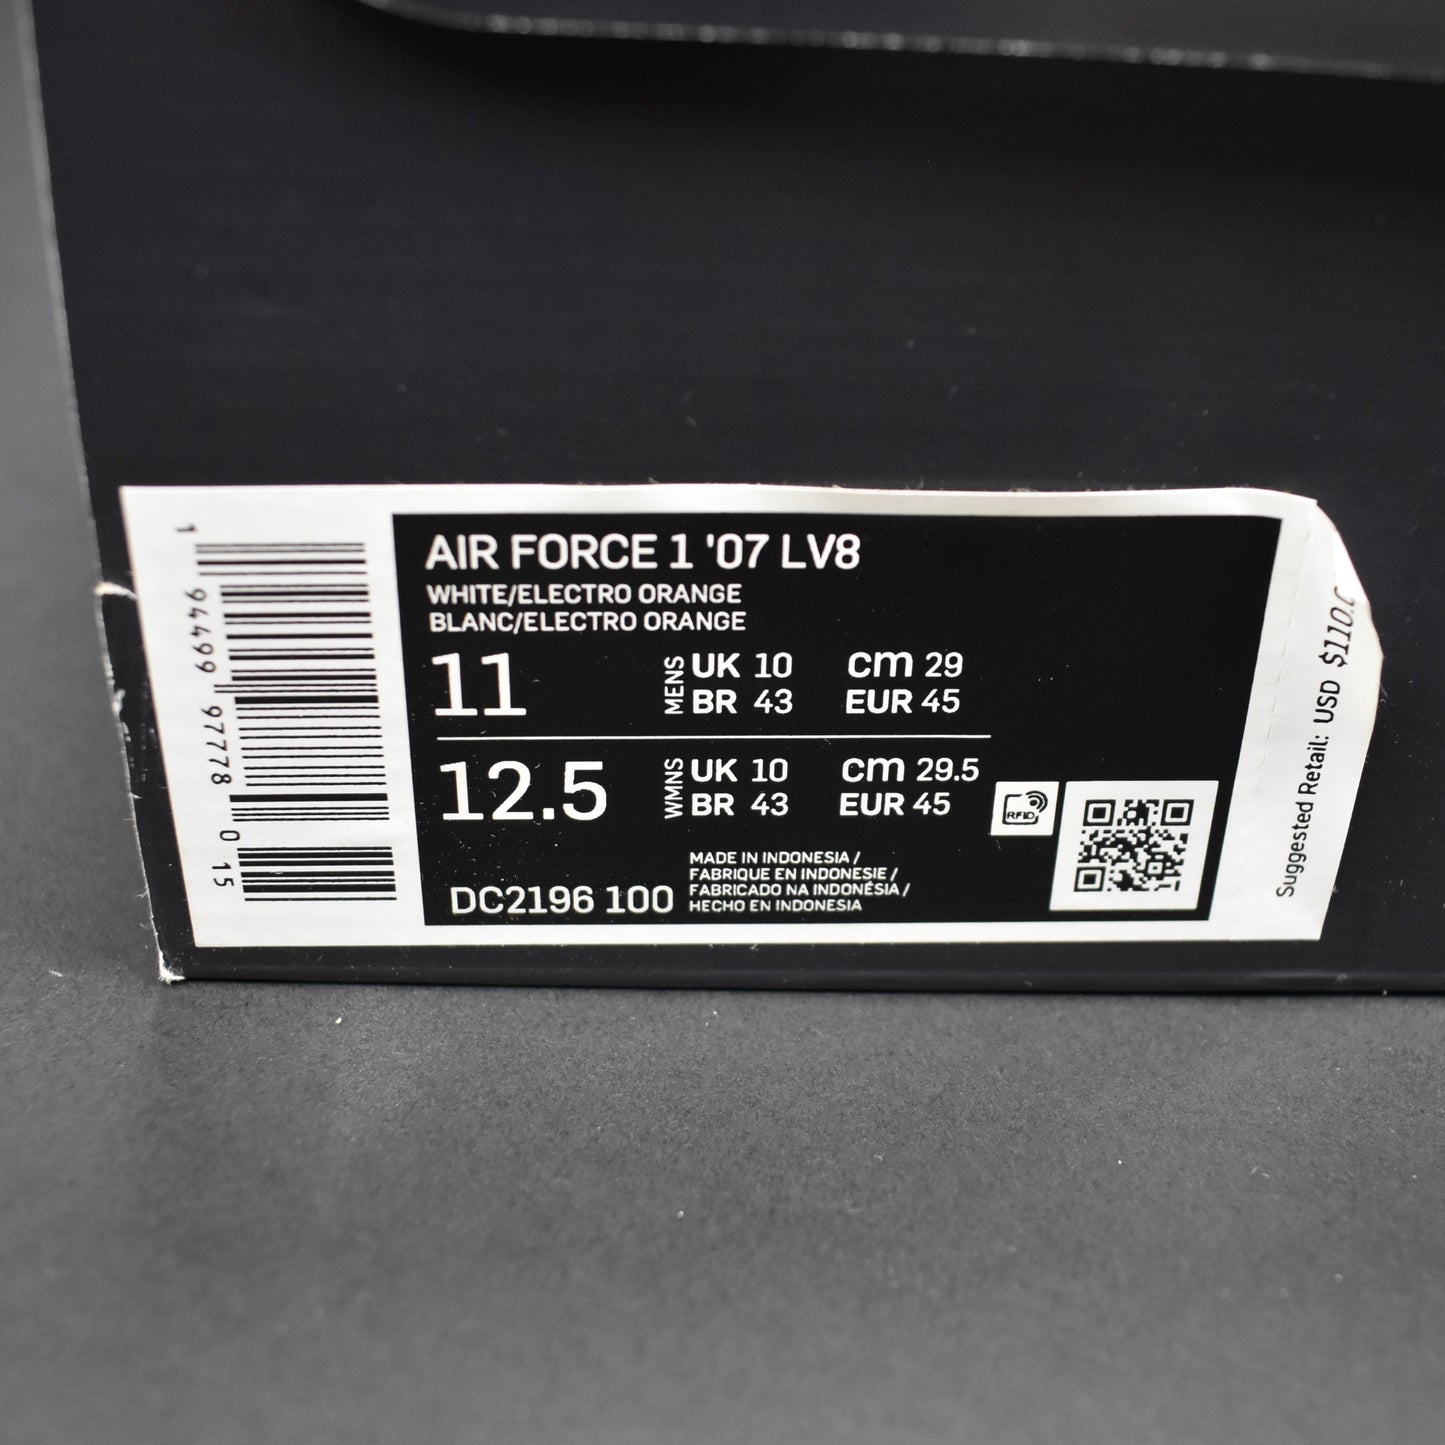 AIR FORCE 1 '07 LV8
WHITE/ELECTRO ORANGE
BLANC/ELECTRO ORANGE
11 MENS UK 10 cm 29
BR 43 EUR 45
12.5 WMNS UK 10 cm 29.5
BR 43 EUR 45
DC2196 100
MADE IN INDONESIA /
FABRIQUE EN INDONESIE /
FABRICADO NA INDONÉSIA /
HECHO EN INDONESIA
RFID
1 94499 97778 0 15
Suggested Retail: USD